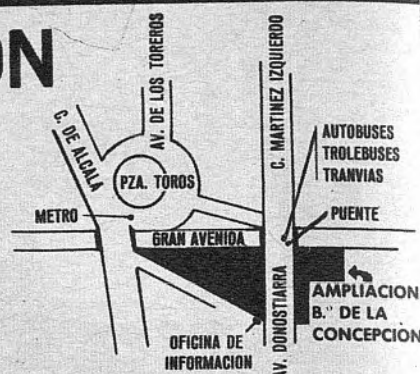 ON
C. DE ALCALA
AV. DE LOS TOREROS
C. MARTINEZ IZQUIERDO
PZA. TOROS
AUTOBUSES
TROLEBUSES
TRANVIAS
METRO
PUENTE
GRAN AVENIDA
AMPLIACION
B.º DE LA
CONCEPCION
AV. DONOSTIARRA
OFICINA DE
INFORMACION